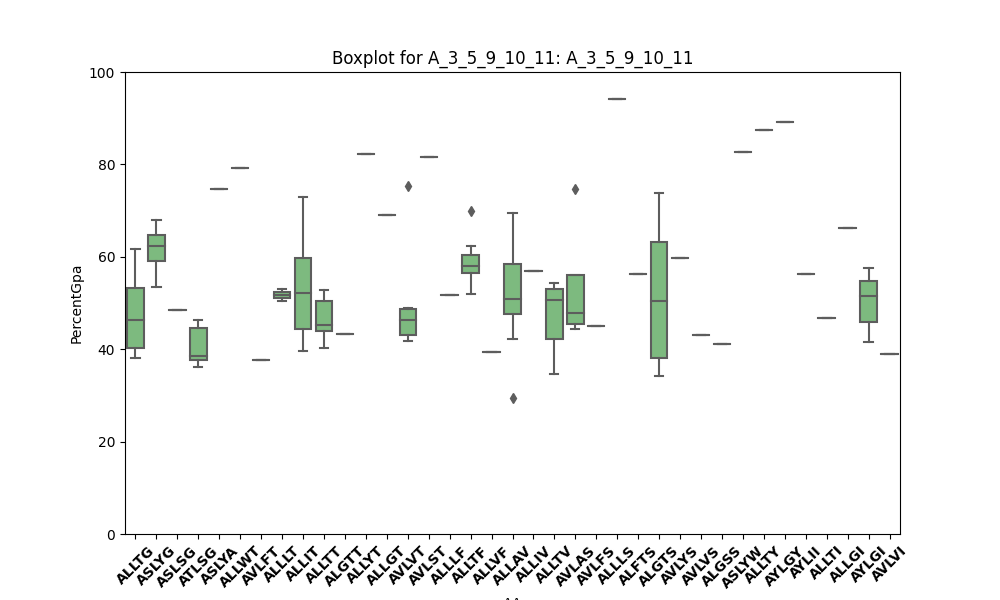 Boxplot for A_3_5_9_10_11: A_3_5_9_10_11
100
80
60
40
20
0
PercentGpa
ALLTG
ASLYG
ASLSG
ATLSG
ASLYA
ALLWT
AVLFT
ALLLT
ALLIT
ALLTT
ALGTT
ALLYT
ALLGT
AVLVT
AVLST
ALLLF
ALLTF
ALLVF
ALLAV
ALLIV
ALLTV
AVLAS
AVLFS
ALLLS
ALFTS
ALGTS
AVLYS
AVLVS
ALGSS
ASLYW
ALLTY
AYLGY
AYLII
ALLTI
ALLGI
AYLGI
AVLVI